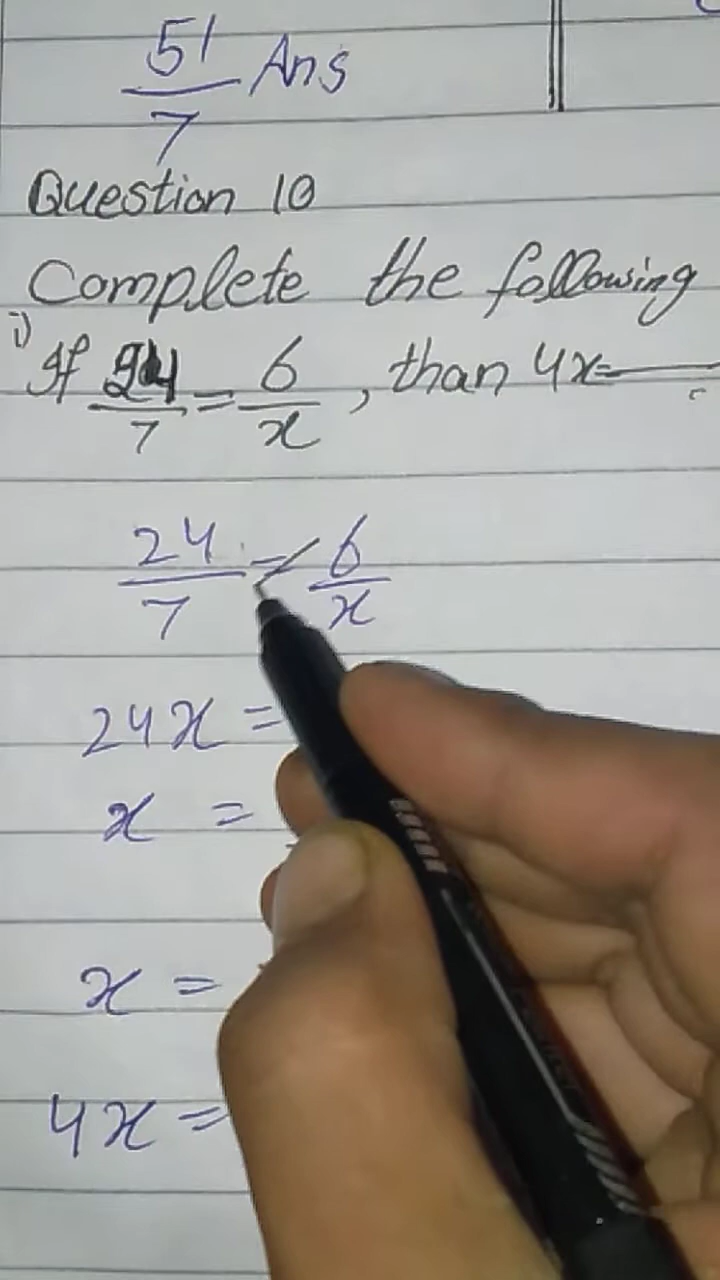 51/7 Ans
Question 10
Complete the following
i) If 24/7 = 6/x, than 4x=
24/7 = 6/x
24x =
x =
x =
4x =